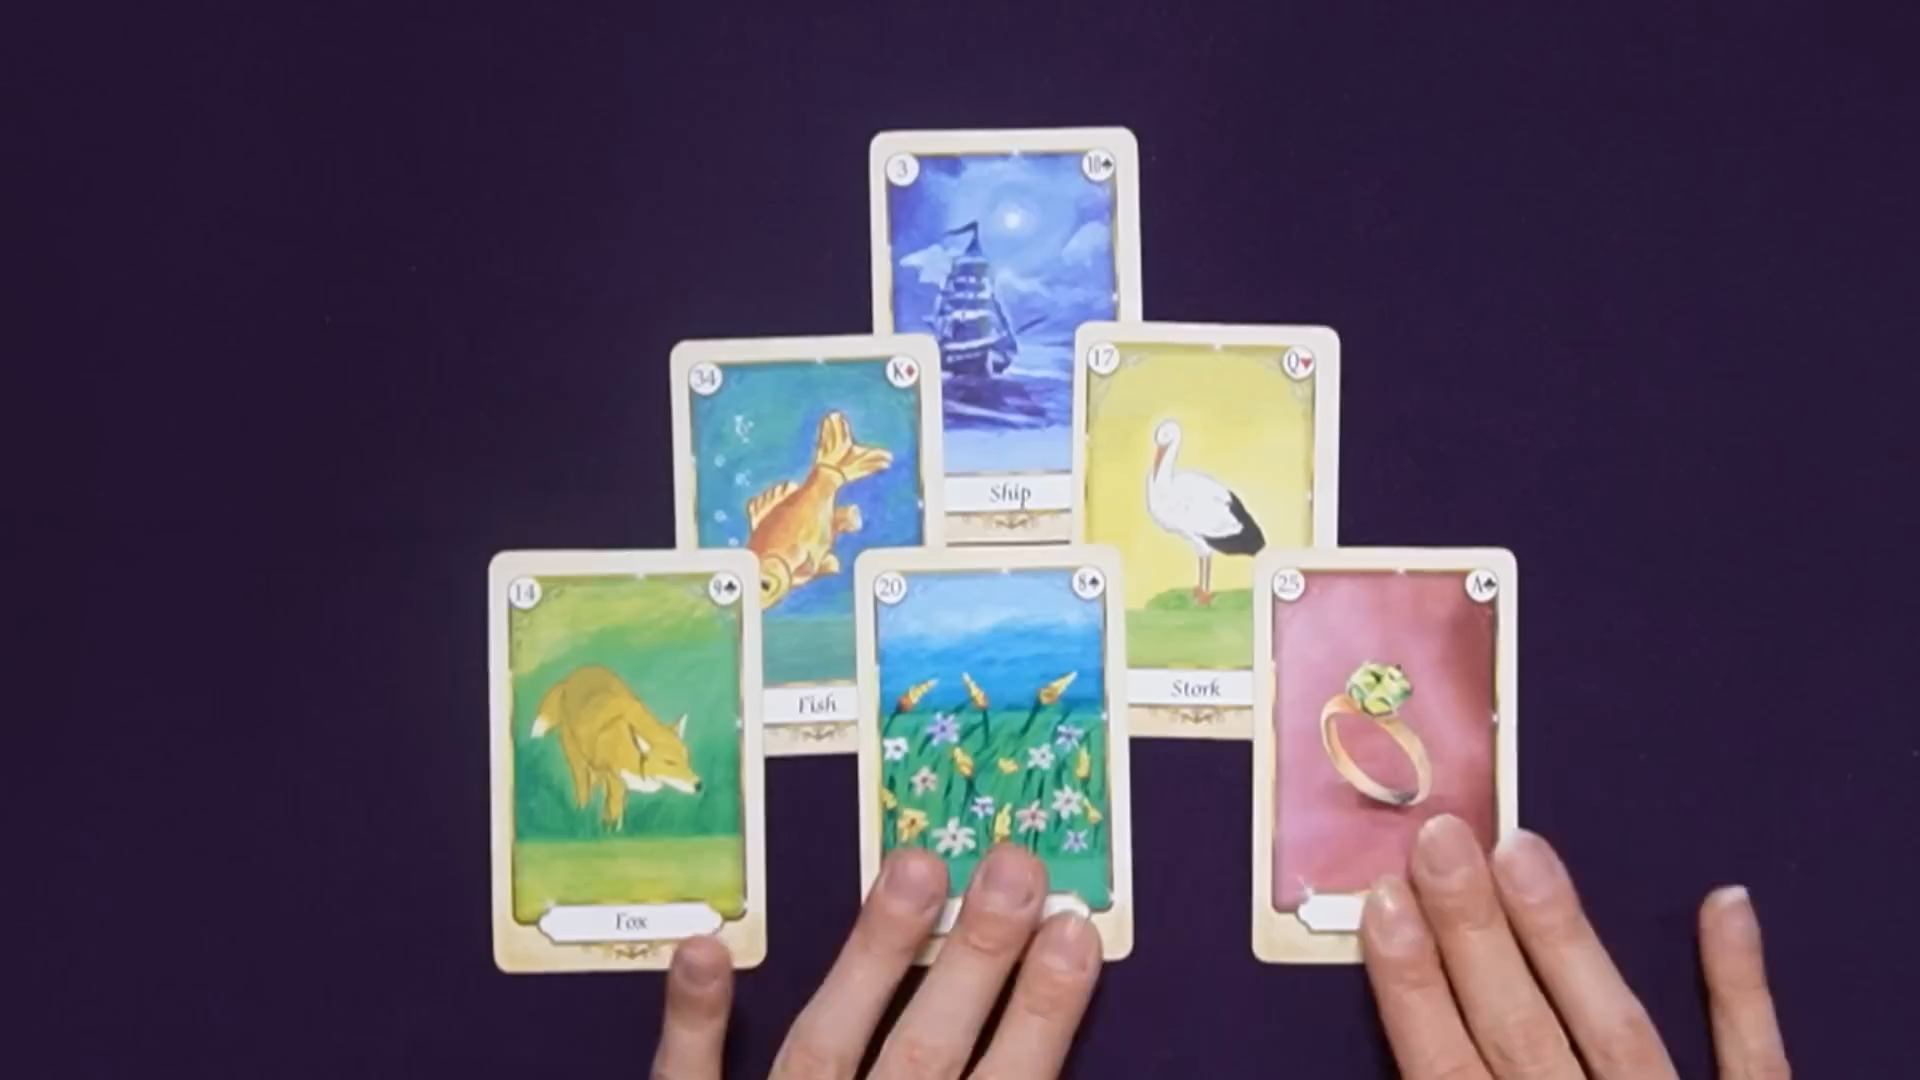 3 10♠
Ship
34 K♦
Fish
17 Q♥
Stork
14 9♣
Fox
20 8♠
25 A♣